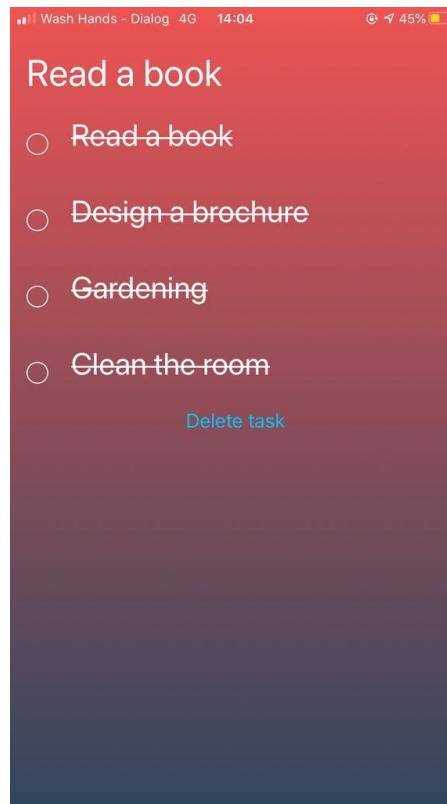 Wash Hands - Dialog 4G 14:04 45%
Read a book
Read a book
Design a brochure
Gardening
Clean the room
Delete task